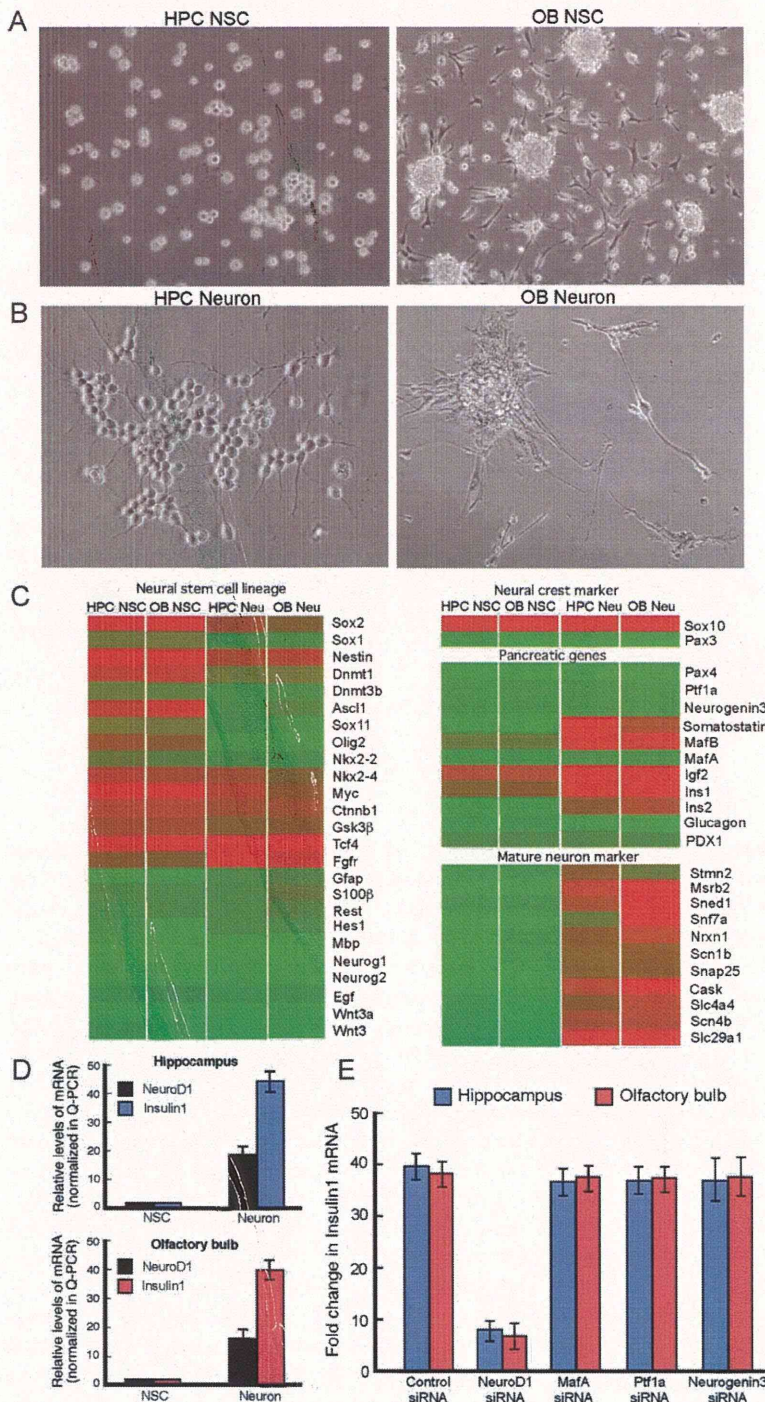 A
HPC NSC
OB NSC
B
HPC Neuron
OB Neuron
C
Neural stem cell lineage
HPC NSC OB NSC HPC Neu OB Neu
Sox2
Sox1
Nestin
Dnmt1
Dnmt3b
Ascl1
Sox11
Olig2
Nkx2-2
Nkx2-4
Myc
Ctnnb1
Gsk3β
Tcf4
Fgfr
Gfap
S100β
Rest
Hes1
Mbp
Neurog1
Neurog2
Egf
Wnt3a
Wnt3
Neural crest marker
HPC NSC OB NSC HPC Neu OB Neu
Sox10
Pax3
Pancreatic genes
Pax4
Ptf1a
Neurogenin3
Somatostatin
MafB
MafA
Igf2
Ins1
Ins2
Glucagon
PDX1
Mature neuron marker
Stmn2
Msrb2
Sned1
Snf7a
Nrxn1
Scn1b
Snap25
Cask
Slc4a4
Scn4b
Slc29a1
D
Hippocampus
Relative levels of mRNA
(normalized in Q-PCR)
50
40
30
20
10
0
NeuroD1
Insulin1
NSC
Neuron
Olfactory bulb
Relative levels of mRNA
(normalized in Q-PCR)
50
40
30
20
10
0
NeuroD1
Insulin1
NSC
Neuron
E
Hippocampus
Olfactory bulb
Fold change in Insulin1 mRNA
50
40
30
20
10
0
Control siRNA
NeuroD1 siRNA
MafA siRNA
Ptf1a siRNA
Neurogenin3 siRNA